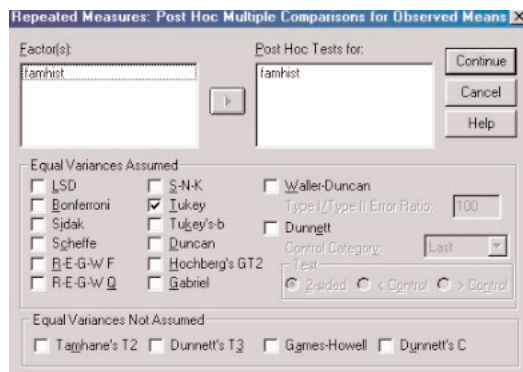 Repeated Measures: Post Hoc Multiple Comparisons for Observed Means
Factor(s):
famhist
Post Hoc Tests for:
famhist
Continue
Cancel
Help
Equal Variances Assumed
LSD
Bonferroni
Sidak
Scheffe
R-E-G-W F
R-E-G-W Q
S-N-K
Tukey
Tukey's-b
Duncan
Hochberg's GT2
Gabriel
Waller-Duncan
Type I/Type II Error Ratio: 100
Dunnett
Control Category: Last
Test
2-sided < Control > Control
Equal Variances Not Assumed
Tamhane's T2 Dunnett's T3 Games-Howell Dunnett's C